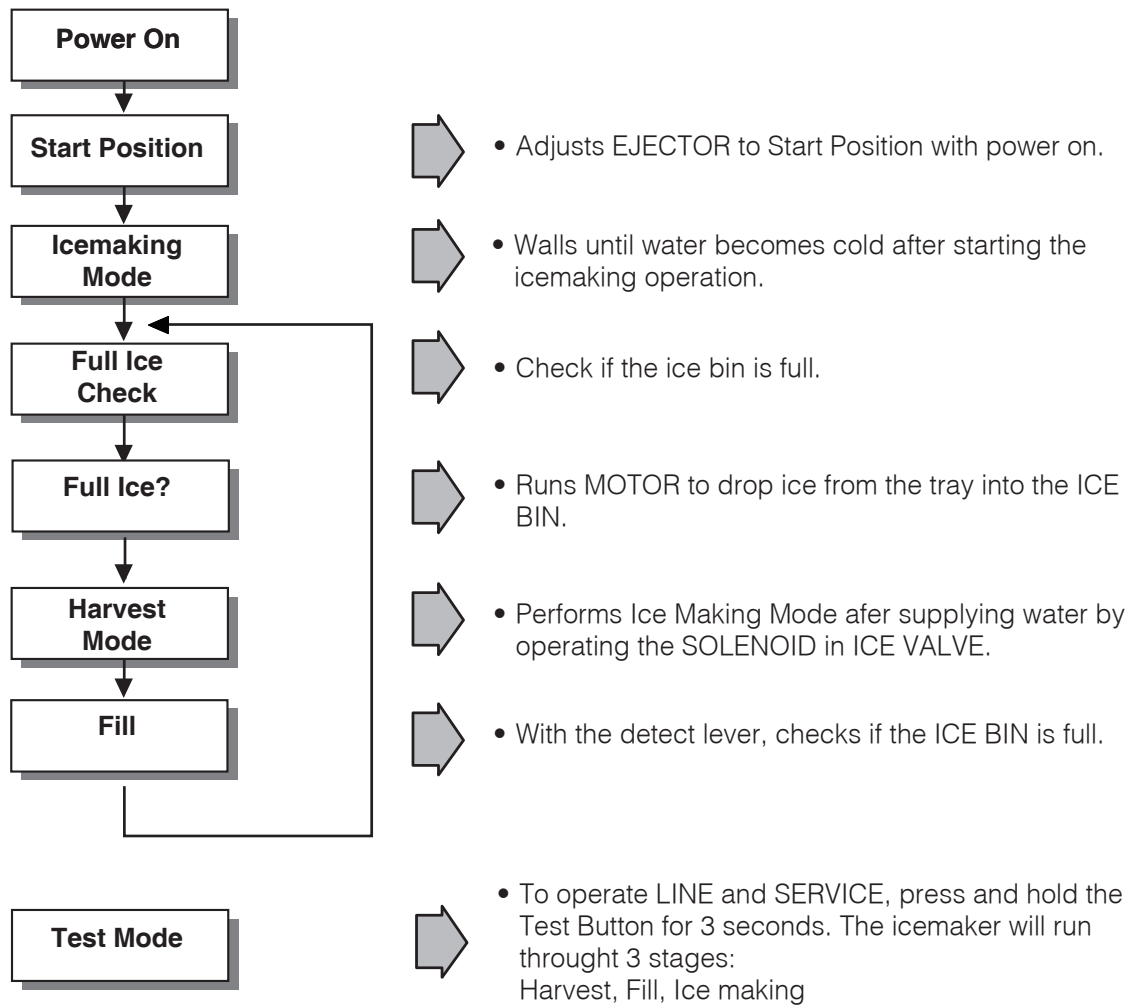 Power On
Start Position
• Adjusts EJECTOR to Start Position with power on.
Icemaking
Mode
• Walls until water becomes cold after starting the
icemaking operation.
Full Ice
Check
• Check if the ice bin is full.
Full Ice?
• Runs MOTOR to drop ice from the tray into the ICE
BIN.
Harvest
Mode
• Performs Ice Making Mode afer supplying water by
operating the SOLENOID in ICE VALVE.
Fill
• With the detect lever, checks if the ICE BIN is full.
Test Mode
• To operate LINE and SERVICE, press and hold the
Test Button for 3 seconds. The icemaker will run
throught 3 stages:
Harvest, Fill, Ice making